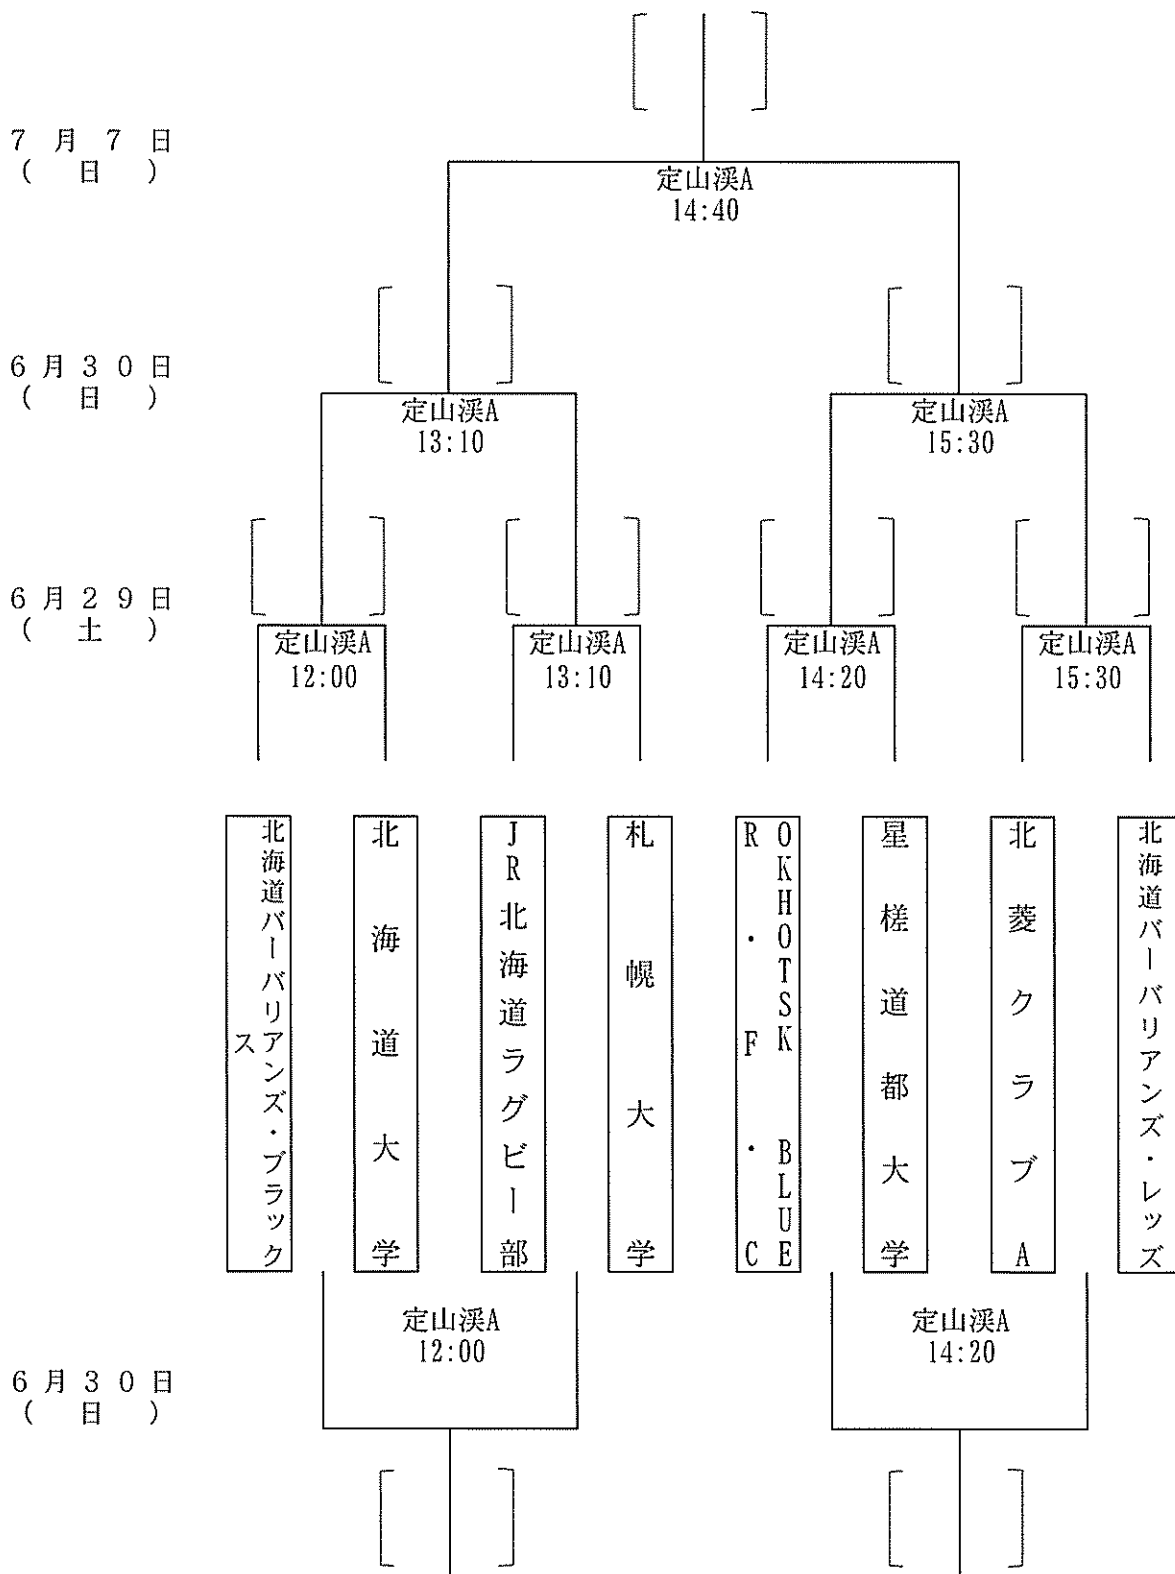 7月7日
(日)
定山渓A
14:40
6月30日
(日)
定山渓A
13:10
定山渓A
15:30
6月29日
(土)
定山渓A
12:00
定山渓A
13:10
定山渓A
14:20
定山渓A
15:30
北海道バーバリアンズ・ブラック
ス
北海道大学
JR北海道ラグビー部
札幌大学
OKHOTSK BLUE
R・F・C
星槎道都大学
北菱クラブA
北海道バーバリアンズ・レッズ
定山渓A
12:00
定山渓A
14:20
6月30日
(日)